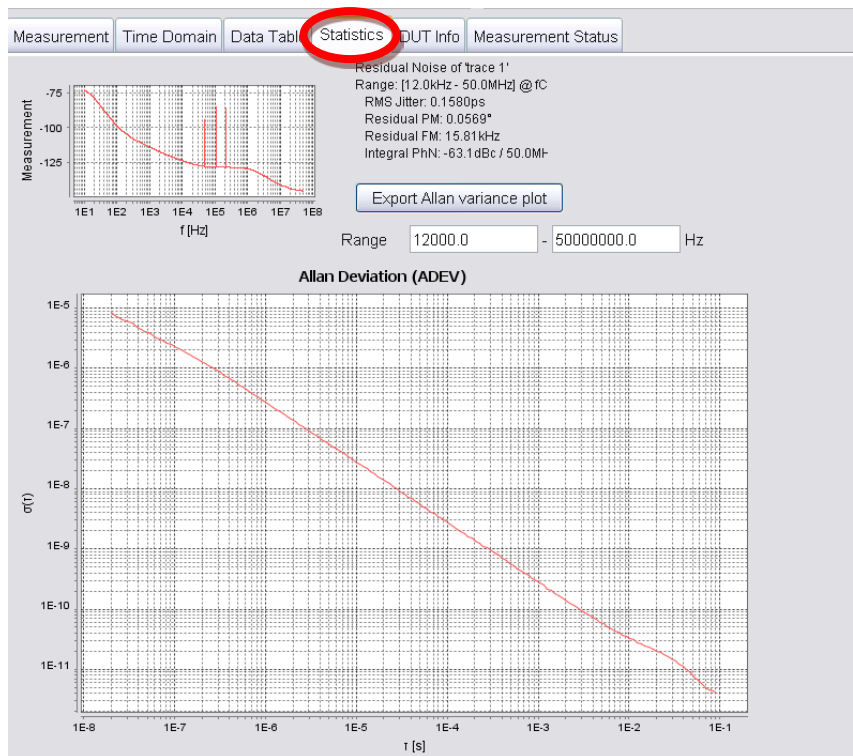 Measurement Time Domain Data Table Statistics DUT Info Measurement Status
Residual Noise of 'trace 1'
Range: [12.0kHz - 50.0MHz] @ fC
RMS Jitter: 0.1580ps
Residual PM: 0.0569°
Residual FM: 15.81kHz
Integral PhN: -63.1dBc / 50.0MH
Measurement
-75
-100
-125
1E1 1E2 1E3 1E4 1E5 1E6 1E7 1E8
f [Hz]
Export Allan variance plot
Range 12000.0 - 50000000.0 Hz
Allan Deviation (ADEV)
σ(τ)
1E-5
1E-6
1E-7
1E-8
1E-9
1E-10
1E-11
1E-8 1E-7 1E-6 1E-5 1E-4 1E-3 1E-2 1E-1
τ [s]